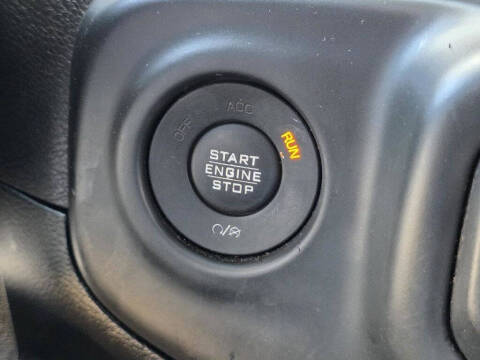 ACC
OFF
RUN
START
ENGINE
STOP